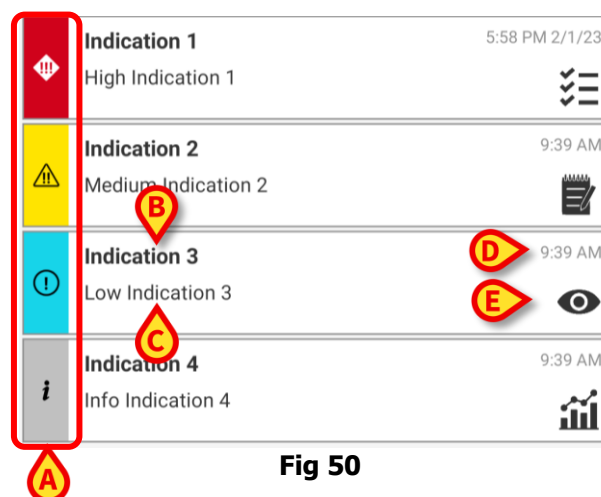 Indication 1 5:58 PM 2/1/23
!!!
High Indication 1
Indication 2 9:39 AM
!!
Medium Indication 2
B
Indication 3 D 9:39 AM
!
Low Indication 3 E
C
Indication 4 9:39 AM
i
Info Indication 4
A
Fig 50